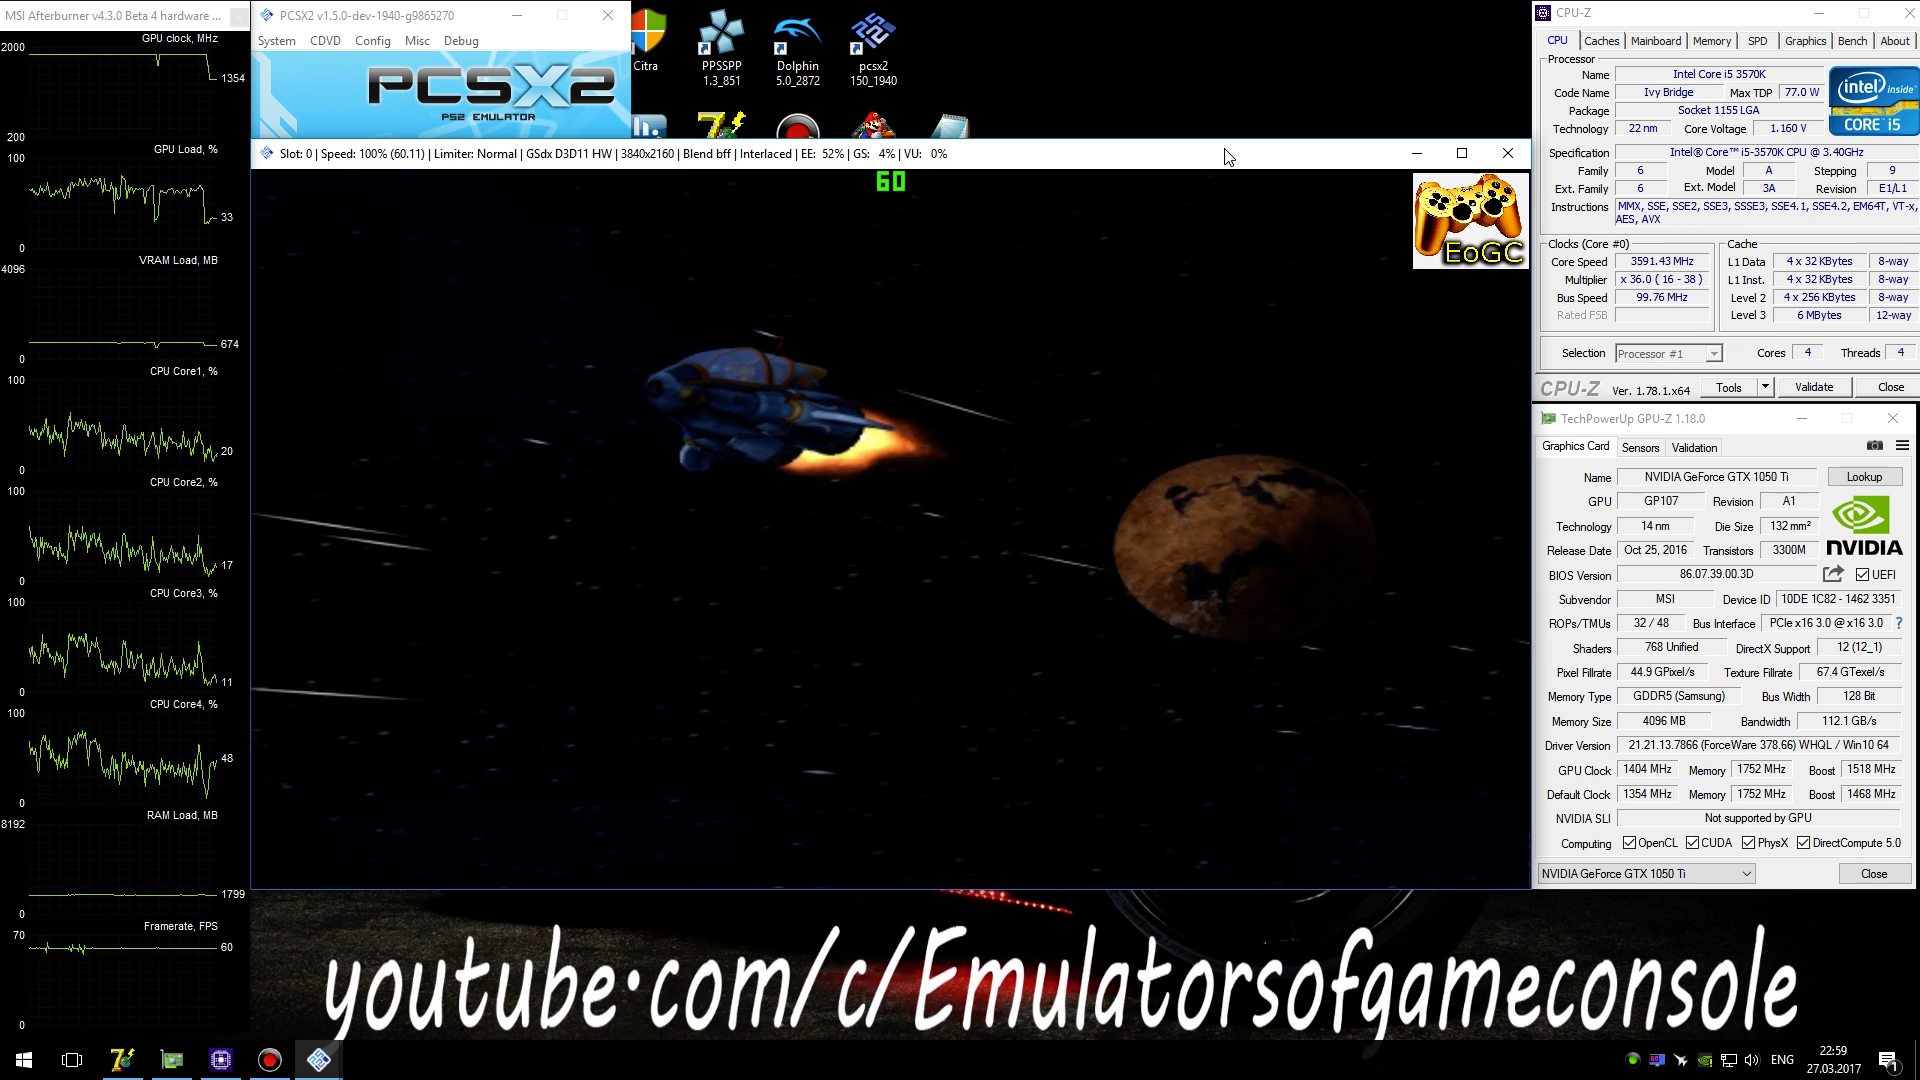 MSI Afterburner v4.3.0 Beta 4 hardware ...
GPU clock, MHz
2000
1354
200
GPU Load, %
100
33
0
VRAM Load, MB
4096
674
0
CPU Core1, %
100
20
0
CPU Core2, %
100
17
0
CPU Core3, %
100
11
0
CPU Core4, %
100
48
0
RAM Load, MB
8192
1799
0
Framerate, FPS
70
60
0
PCSX2 v1.5.0-dev-1940-g9865270
System CDVD Config Misc Debug
PCSX2
PS2 EMULATOR
Citra
PPSSPP
1.3_851
Dolphin
5.0_2872
pcsx2
150_1940
Slot: 0 | Speed: 100% (60.11) | Limiter: Normal | GSdx D3D11 HW | 3840x2160 | Blend bff | Interlaced | EE: 52% | GS: 4% | VU: 0%
60
EoGC
CPU-Z
CPU Caches Mainboard Memory SPD Graphics Bench About
Processor
Name Intel Core i5 3570K
Code Name Ivy Bridge Max TDP 77.0 W
Package Socket 1155 LGA
Technology 22 nm Core Voltage 1.160 V
intel inside
CORE i5
Specification Intel® Core™ i5-3570K CPU @ 3.40GHz
Family 6 Model A Stepping 9
Ext. Family 6 Ext. Model 3A Revision E1/L1
Instructions MMX, SSE, SSE2, SSE3, SSSE3, SSE4.1, SSE4.2, EM64T, VT-x,
AES, AVX
Clocks (Core #0) Cache
Core Speed 3591.43 MHz L1 Data 4 x 32 KBytes 8-way
Multiplier x 36.0 ( 16 - 38 ) L1 Inst. 4 x 32 KBytes 8-way
Bus Speed 99.76 MHz Level 2 4 x 256 KBytes 8-way
Rated FSB Level 3 6 MBytes 12-way
Selection Processor #1 Cores 4 Threads 4
CPU-Z Ver. 1.78.1.x64 Tools Validate Close
TechPowerUp GPU-Z 1.18.0
Graphics Card Sensors Validation
Name NVIDIA GeForce GTX 1050 Ti Lookup
GPU GP107 Revision A1
Technology 14 nm Die Size 132 mm²
Release Date Oct 25, 2016 Transistors 3300M
NVIDIA
BIOS Version 86.07.39.00.3D UEFI
Subvendor MSI Device ID 10DE 1C82 - 1462 3351
ROPs/TMUs 32 / 48 Bus Interface PCIe x16 3.0 @ x16 3.0 ?
Shaders 768 Unified DirectX Support 12 (12_1)
Pixel Fillrate 44.9 GPixel/s Texture Fillrate 67.4 GTexel/s
Memory Type GDDR5 (Samsung) Bus Width 128 Bit
Memory Size 4096 MB Bandwidth 112.1 GB/s
Driver Version 21.21.13.7866 (ForceWare 378.66) WHQL / Win10 64
GPU Clock 1404 MHz Memory 1752 MHz Boost 1518 MHz
Default Clock 1354 MHz Memory 1752 MHz Boost 1468 MHz
NVIDIA SLI Not supported by GPU
Computing OpenCL CUDA PhysX DirectCompute 5.0
NVIDIA GeForce GTX 1050 Ti Close
youtube.com/c/Emulatorsofgameconsole
ENG
22:59
27.03.2017
1